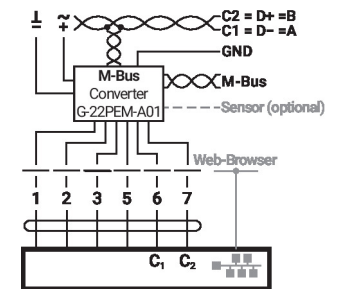 C2 = D+ =B
C1 = D− =A
GND
M-Bus
Converter
G-22PEM-A01
M-Bus
Sensor (optional)
Web-Browser
1 2 3 5 6 7
C₁ C₂